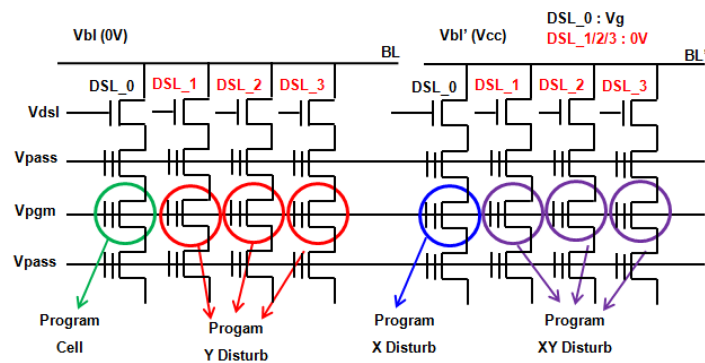 Vbl (0V)
Vbl' (Vcc)
DSL_0 : Vg
DSL_1/2/3 : 0V
BL
BL'
DSL_0
DSL_1
DSL_2
DSL_3
DSL_0
DSL_1
DSL_2
DSL_3
Vdsl
Vpass
Vpgm
Vpass
Program
Cell
Progam
Y Disturb
Program
X Disturb
Program
XY Disturb